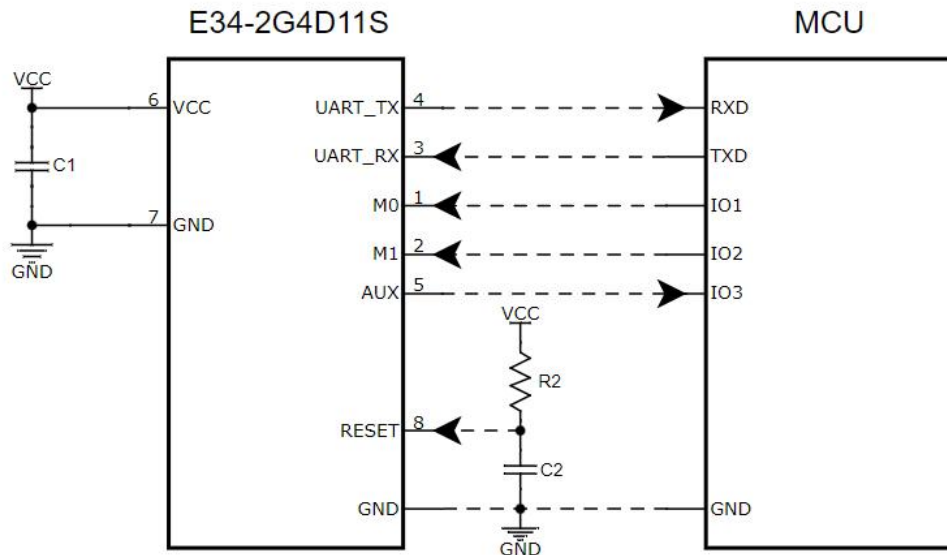 E34-2G4D11S MCU
VCC
6 VCC UART_TX 4 RXD
C1
UART_RX 3 TXD
M0 1 IO1
7 GND
M1 2 IO2
GND
AUX 5 IO3
VCC
R2
RESET 8
C2
GND GND
GND